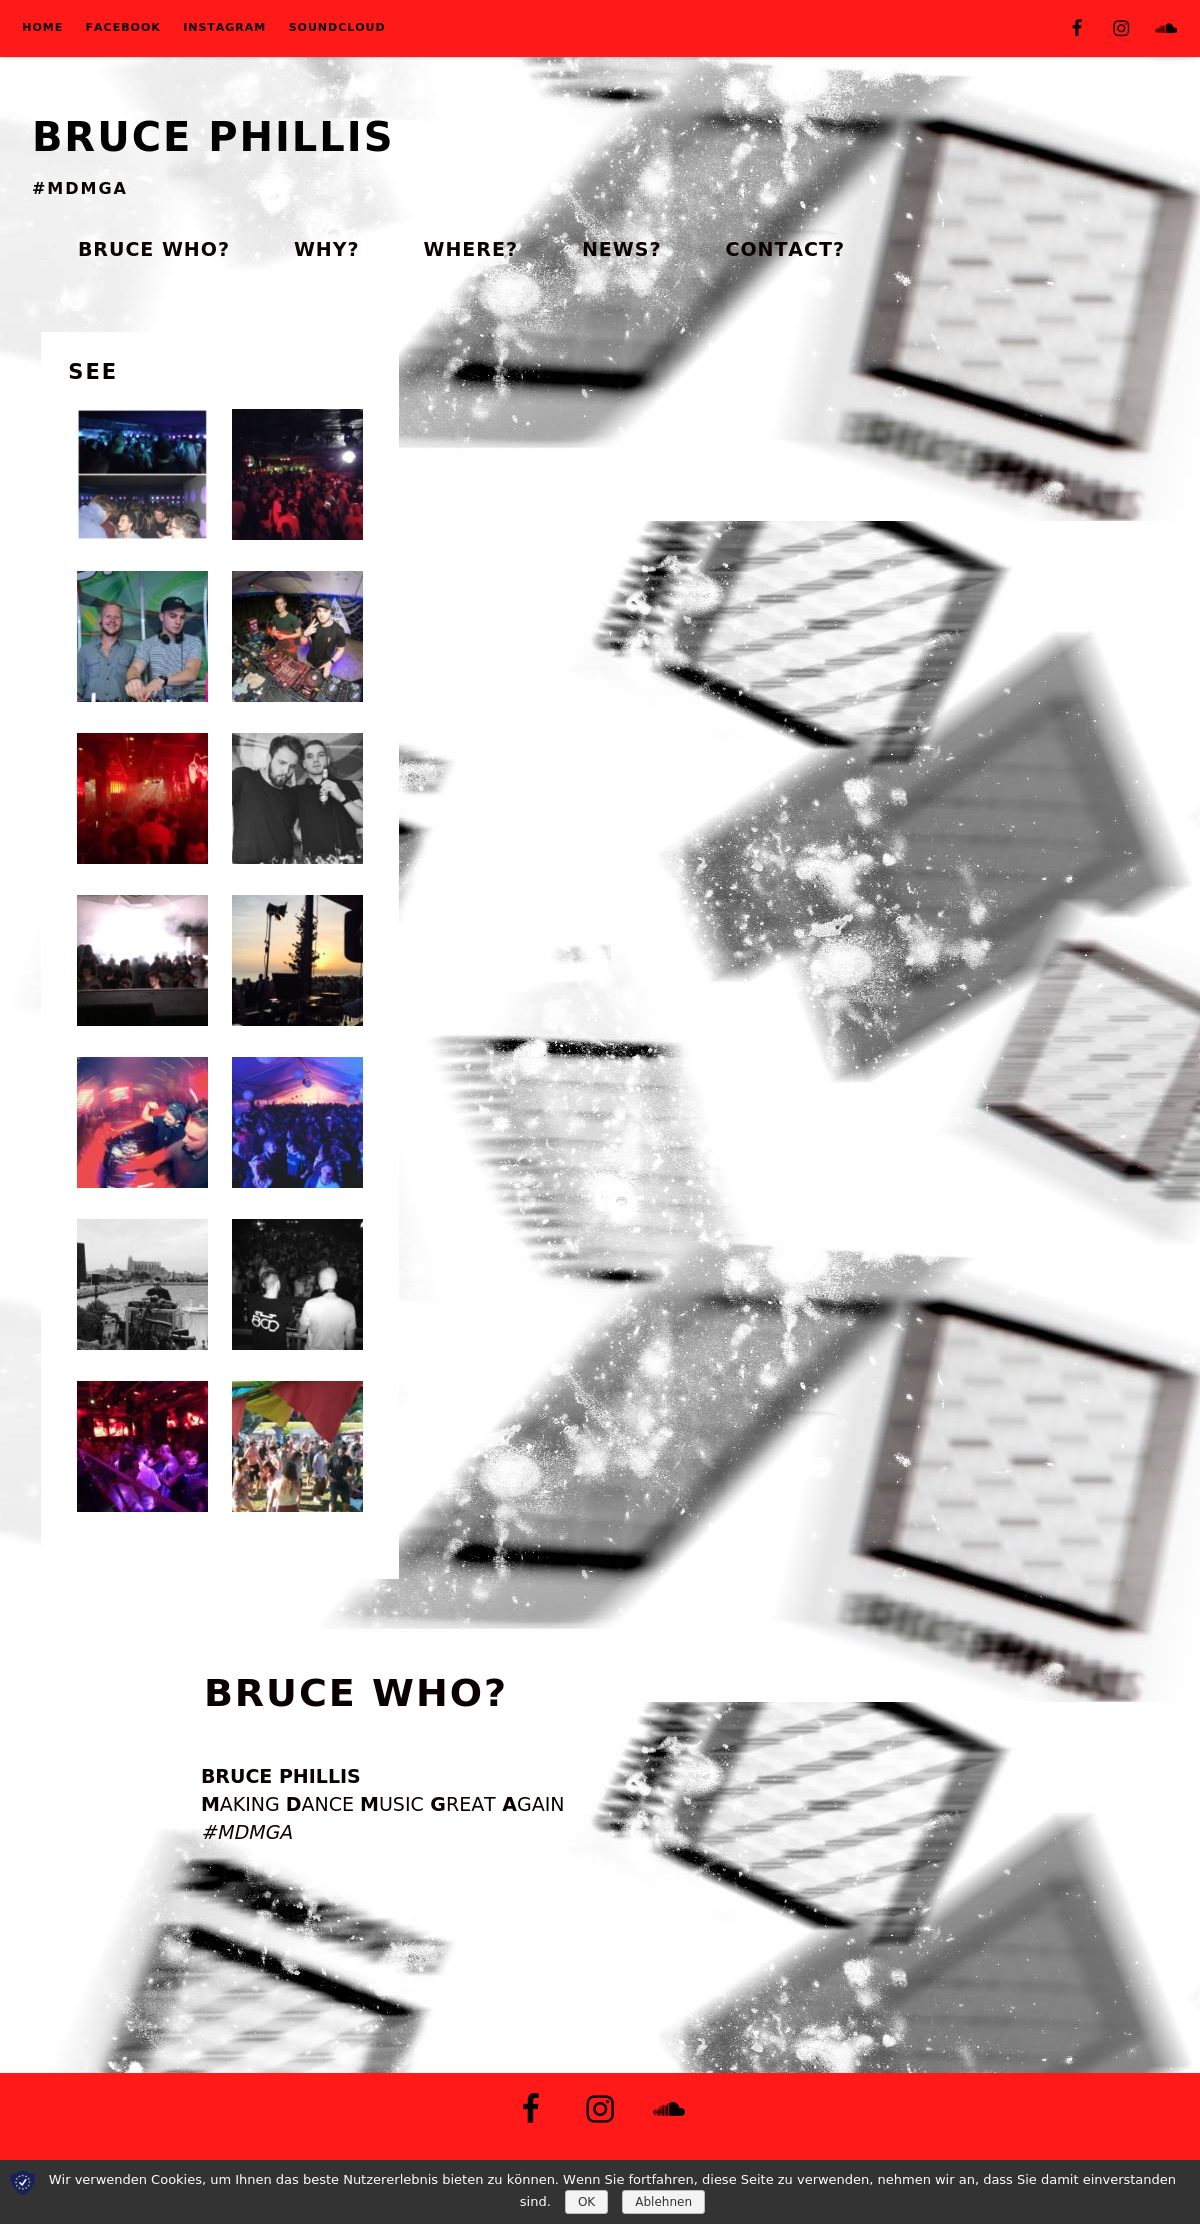 HOME FACEBOOK INSTAGRAM SOUNDCLOUD
BRUCE PHILLIS
#MDMGA
BRUCE WHO? WHY? WHERE? NEWS? CONTACT?
SEE
BRUCE WHO?
BRUCE PHILLIS
MAKING DANCE MUSIC GREAT AGAIN
#MDMGA
Wir verwenden Cookies, um Ihnen das beste Nutzererlebnis bieten zu können. Wenn Sie fortfahren, diese Seite zu verwenden, nehmen wir an, dass Sie damit einverstanden
sind. OK Ablehnen